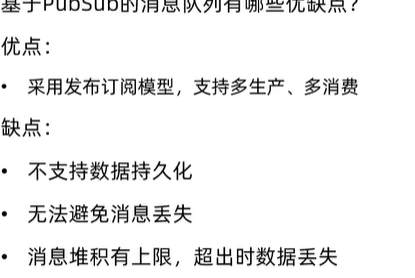 基于PubSub的消息队列有哪些优缺点？
优点：
• 采用发布订阅模型，支持多生产、多消费
缺点：
• 不支持数据持久化
• 无法避免消息丢失
• 消息堆积有上限，超出时数据丢失